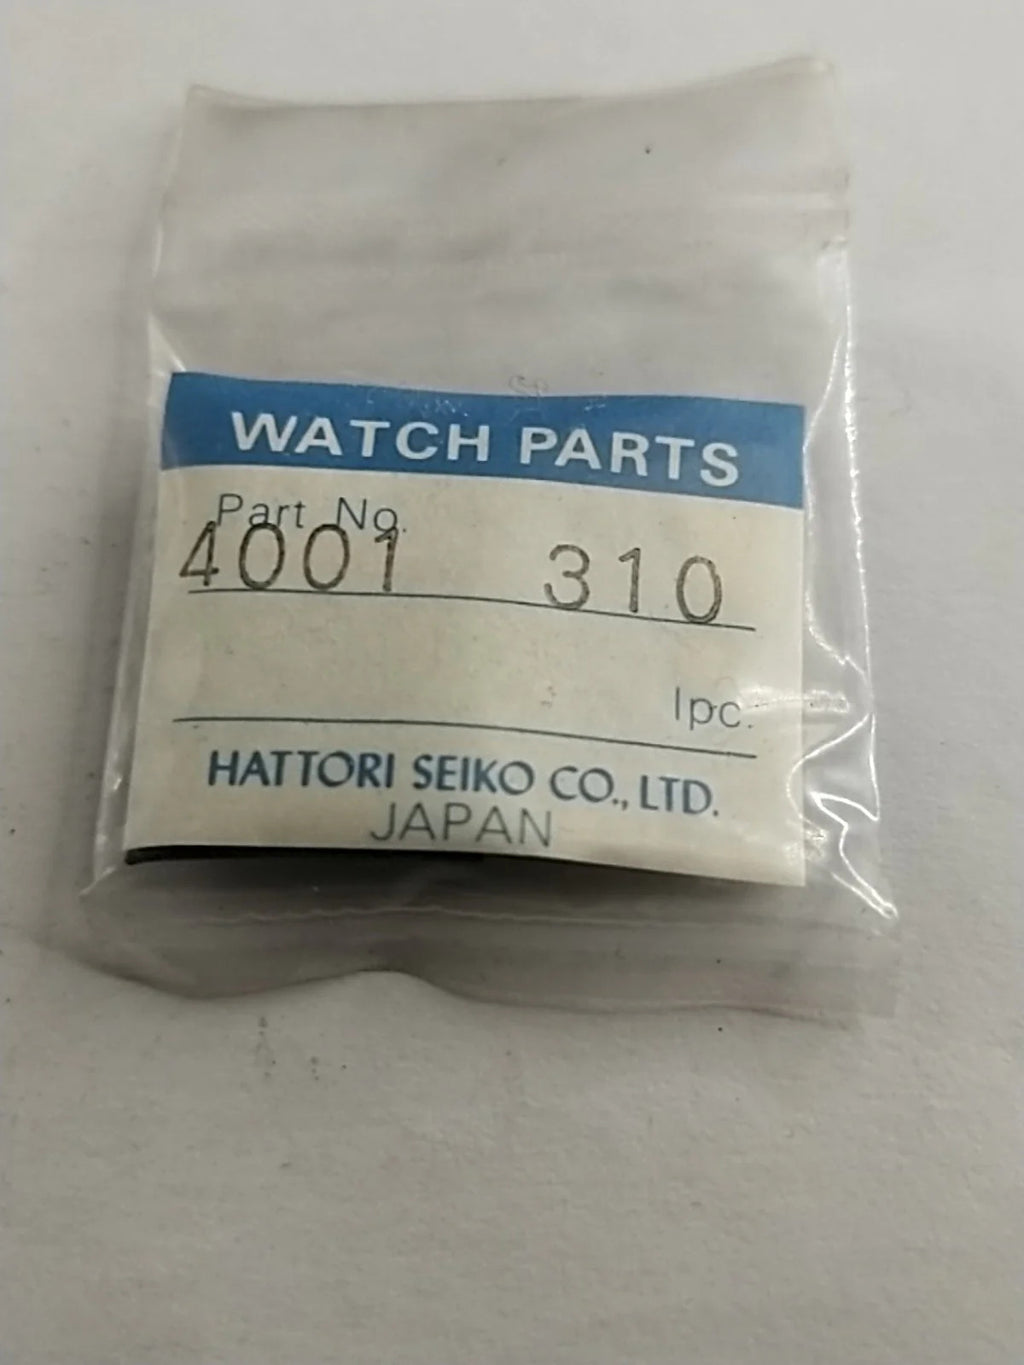 WATCH PARTS
Part No.
4001 310
1pc.
HATTORI SEIKO CO., LTD.
JAPAN